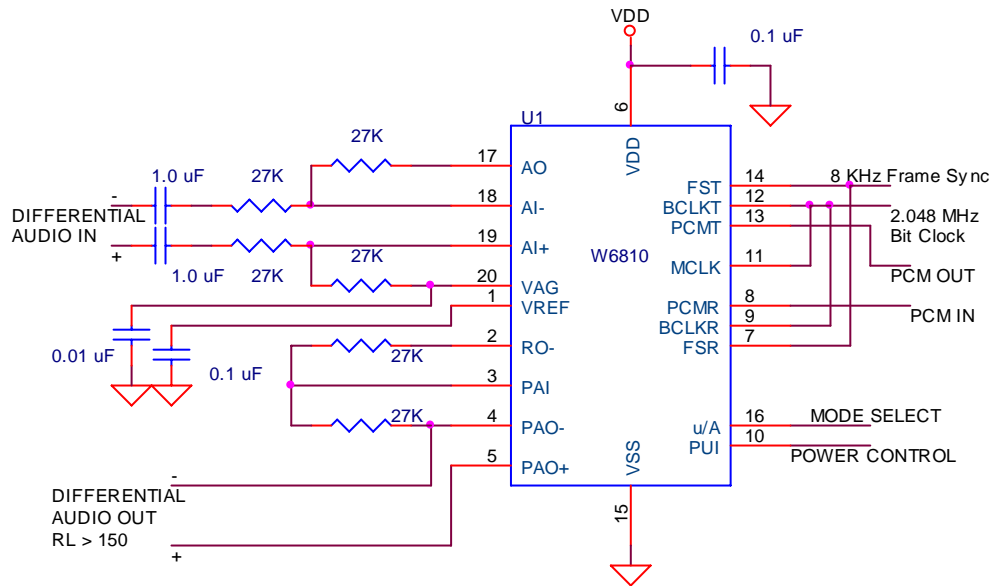 VDD
0.1 uF
6
U1
VDD
27K
17
AO
1.0 uF
27K
18
AI-
-
DIFFERENTIAL
AUDIO IN
+
19
AI+
1.0 uF
27K
27K
20
VAG
1
VREF
0.01 uF
0.1 uF
2
RO-
27K
3
PAI
27K
4
PAO-
5
PAO+
-
DIFFERENTIAL
AUDIO OUT
RL > 150
+
W6810
VSS
15
FST
14
8 KHz Frame Sync
BCLKT
12
2.048 MHz
Bit Clock
PCMT
13
PCM OUT
MCLK
11
PCMR
8
PCM IN
BCLKR
9
FSR
7
u/A
16
MODE SELECT
PUI
10
POWER CONTROL